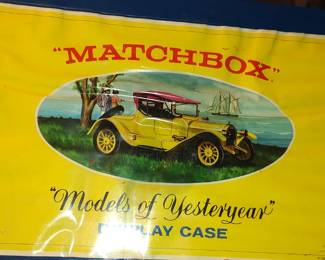 "MATCHBOX"
"Models of Yesteryear"
DISPLAY CASE